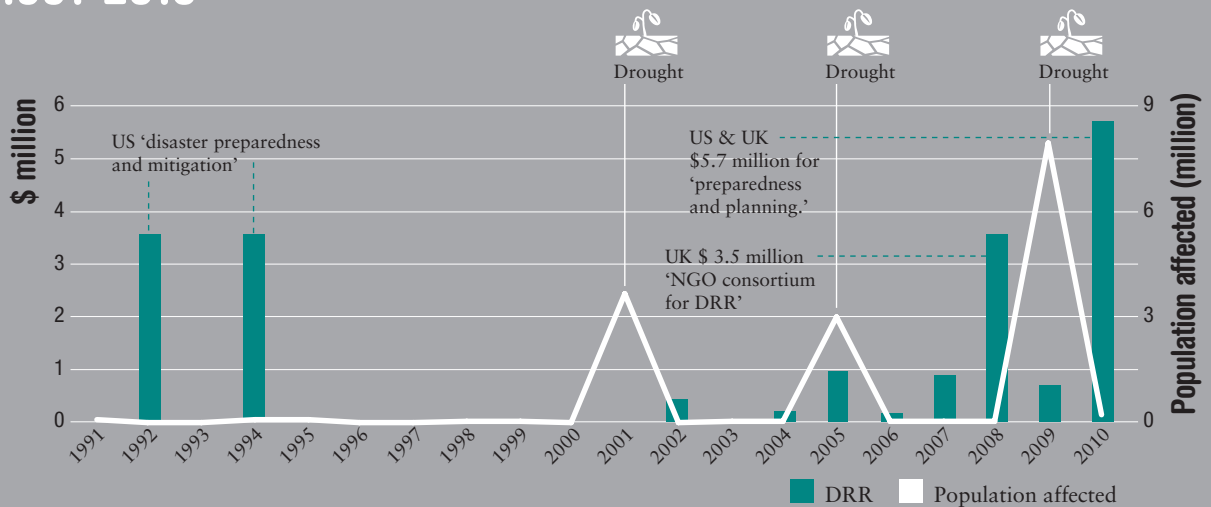 Drought
Drought
Drought
$ million
6
5
4
3
2
1
0
US ‘disaster preparedness
and mitigation’
US & UK
$5.7 million for
‘preparedness
and planning.’
UK $ 3.5 million
‘NGO consortium
for DRR’
9
6
3
0
Population affected (million)
1991
1992
1993
1994
1995
1996
1997
1998
1999
2000
2001
2002
2003
2004
2005
2006
2007
2008
2009
2010
DRR
Population affected